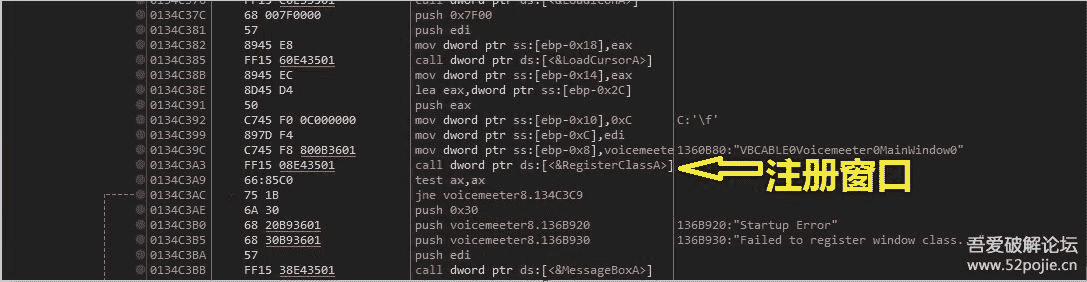 0134C37C 68 007F0000 push 0x7F00
0134C381 57 push edi
0134C382 8945 E8 mov dword ptr ss:[ebp-0x18],eax
0134C385 FF15 60E43501 call dword ptr ds:[<&LoadCursorA>]
0134C38B 8945 EC mov dword ptr ss:[ebp-0x14],eax
0134C38E 8D45 D4 lea eax,dword ptr ss:[ebp-0x2C]
0134C391 50 push eax
0134C392 C745 F0 0C000000 mov dword ptr ss:[ebp-0x10],0xC C:'\f'
0134C399 897D F4 mov dword ptr ss:[ebp-0xC],edi
0134C39C C745 F8 800B3601 mov dword ptr ss:[ebp-0x8],voicemeete 1360B80:"VBCABLE0Voicemeeter0MainWindow0"
0134C3A3 FF15 08E43501 call dword ptr ds:[<&RegisterClassA>] 注册窗口
0134C3A9 66:85C0 test ax,ax
0134C3AC 75 1B jne voicemeeter8.134C3C9
0134C3AE 6A 30 push 0x30
0134C3B0 68 20B93601 push voicemeeter8.136B920 136B920:"Startup Error"
0134C3B5 68 30B93601 push voicemeeter8.136B930 136B930:"Failed to register window class.
0134C3BA 57 push edi
0134C3BB FF15 38E43501 call dword ptr ds:[<&MessageBoxA>]
吾爱破解论坛
www.52pojie.cn